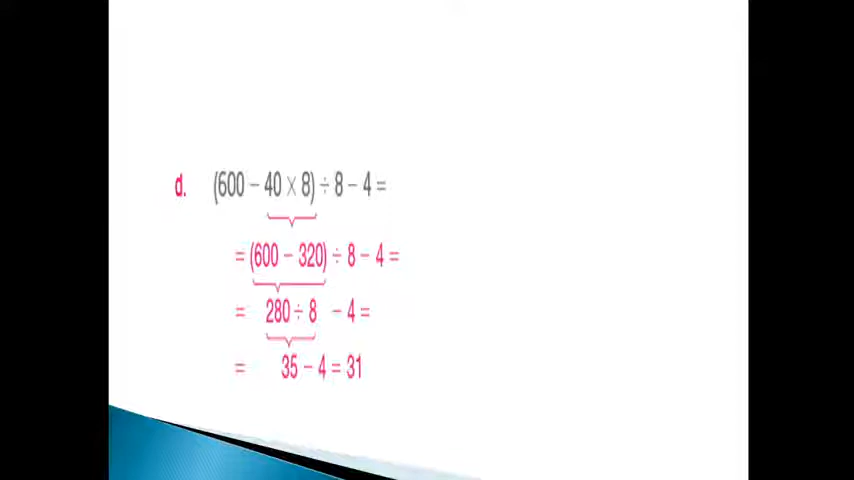 d. (600 − 40 × 8) ÷ 8 − 4 =
= (600 − 320) ÷ 8 − 4 =
= 280 ÷ 8 − 4 =
= 35 − 4 = 31